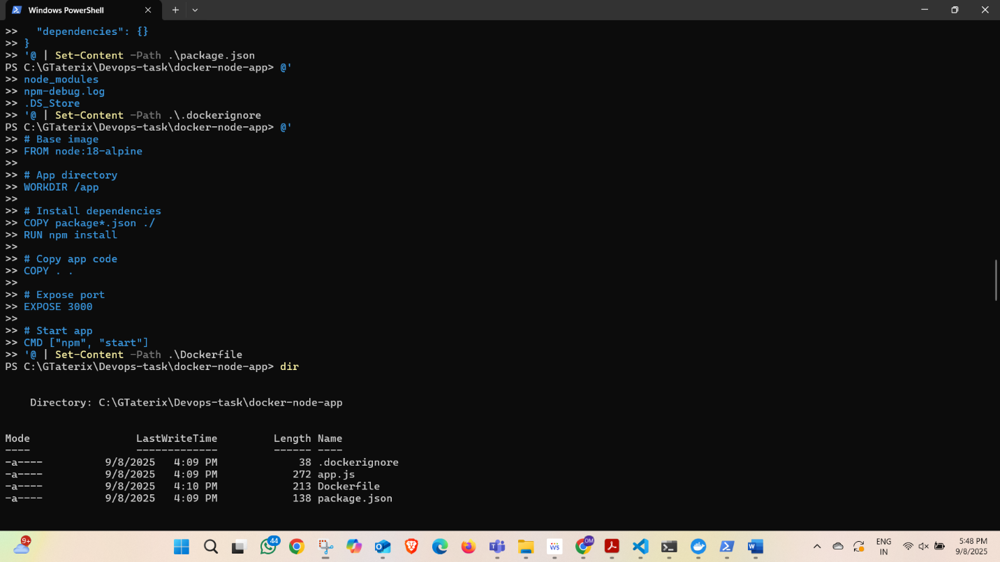 Windows PowerShell
>>   "dependencies": {}
>> }
>> '@ | Set-Content -Path .\package.json
PS C:\GTaterix\Devops-task\docker-node-app> @'
>> node_modules
>> npm-debug.log
>> .DS_Store
>> '@ | Set-Content -Path .\.dockerignore
PS C:\GTaterix\Devops-task\docker-node-app> @'
>> # Base image
>> FROM node:18-alpine
>>
>> # App directory
>> WORKDIR /app
>>
>> # Install dependencies
>> COPY package*.json ./
>> RUN npm install
>>
>> # Copy app code
>> COPY . .
>>
>> # Expose port
>> EXPOSE 3000
>>
>> # Start app
>> CMD ["npm", "start"]
>> '@ | Set-Content -Path .\Dockerfile
PS C:\GTaterix\Devops-task\docker-node-app> dir
    Directory: C:\GTaterix\Devops-task\docker-node-app
Mode                 LastWriteTime         Length Name
----                 -------------         ------ ----
-a----          9/8/2025   4:09 PM             38 .dockerignore
-a----          9/8/2025   4:09 PM            272 app.js
-a----          9/8/2025   4:10 PM            213 Dockerfile
-a----          9/8/2025   4:09 PM            138 package.json
9+
44
WS
OM
ENG
IN
5:48 PM
9/8/2025